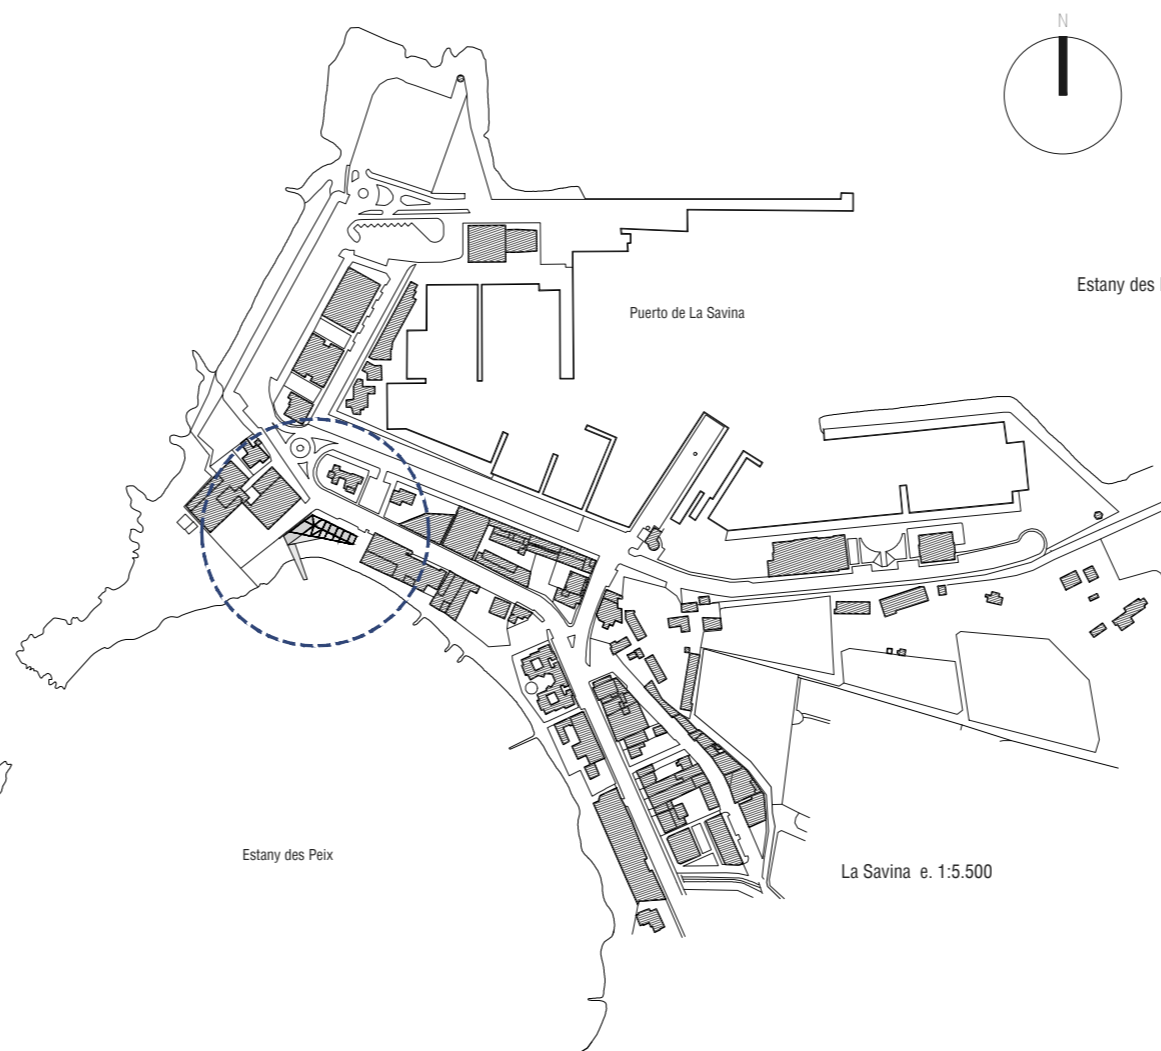 N
Estany des
Puerto de La Savina
Estany des Peix
La Savina e. 1:5.500